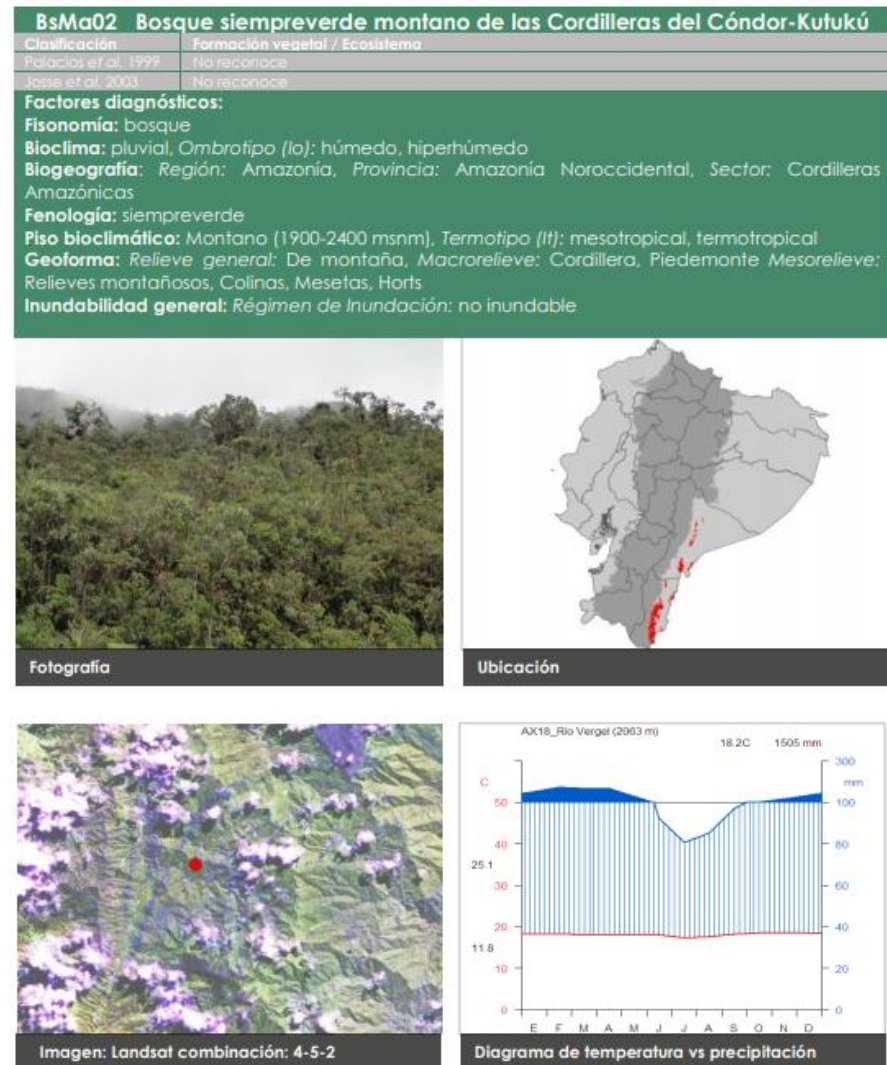 BsMa02 Bosque siempreverde montano de las Cordilleras del Cóndor-Kutukú
Clasificación Formación vegetal / Ecosistema
Palacios et al. 1999 No reconoce
Josse et al. 2003 No reconoce
Factores diagnósticos:
Fisonomía: bosque
Bioclima: pluvial, Ombrotipo (Io): húmedo, hiperhúmedo
Biogeografía: Región: Amazonía, Provincia: Amazonía Noroccidental, Sector: Cordilleras
Amazónicas
Fenología: siempreverde
Piso bioclimático: Montano (1900-2400 msnm), Termotipo (It): mesotropical, termotropical
Geoforma: Relieve general: De montaña, Macrorelieve: Cordillera, Piedemonte Mesorelieve:
Relieves montañosos, Colinas, Mesetas, Horts
Inundabilidad general: Régimen de Inundación: no inundable
Fotografía
Ubicación
Imagen: Landsat combinación: 4-5-2
AX18_Rio Vergel (2063 m)
18.2C 1505 mm
C
300
mm
50 100
40 80
25.1
30 60
20 40
11.8
10 20
0 0
E F M A M J J A S O N D
Diagrama de temperatura vs precipitación